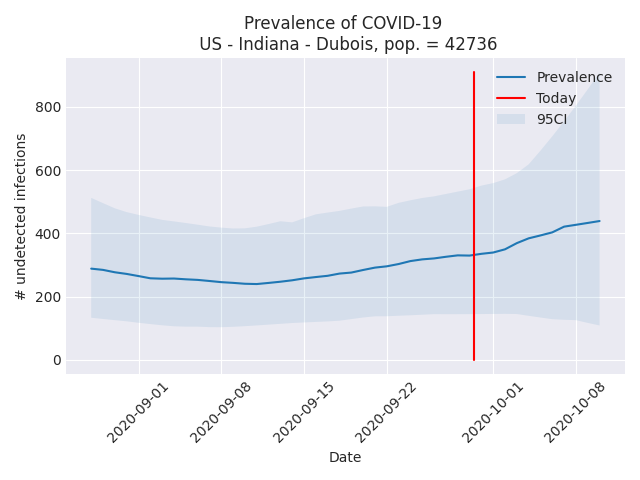 Prevalence of COVID-19
US - Indiana - Dubois, pop. = 42736
Prevalence
Today
95CI
# undetected infections
800
600
400
200
0
2020-09-01
2020-09-08
2020-09-15
2020-09-22
2020-10-01
2020-10-08
Date